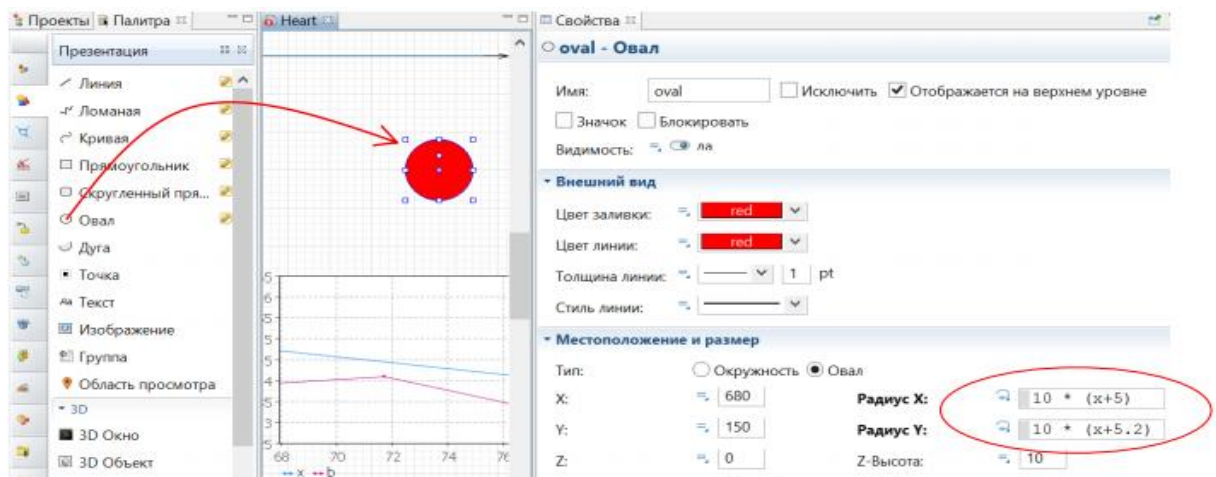 Проекты Палитра
Heart
Свойства
Презентация
Линия
Ломаная
Кривая
Прямоугольник
Скругленный пря...
Овал
Дуга
Точка
Aa Текст
Изображение
Группа
Область просмотра
3D
3D Окно
3D Объект
68 70 72 74 76
x b
oval - Овал
Имя: oval Исключить Отображается на верхнем уровне
Значок Блокировать
Видимость: да
Внешний вид
Цвет заливки: red
Цвет линии: red
Толщина линии: 1 pt
Стиль линии:
Местоположение и размер
Тип: Окружность Овал
X: 680 Радиус X: 10 * (x+5)
Y: 150 Радиус Y: 10 * (x+5.2)
Z: 0 Z-Высота: 10